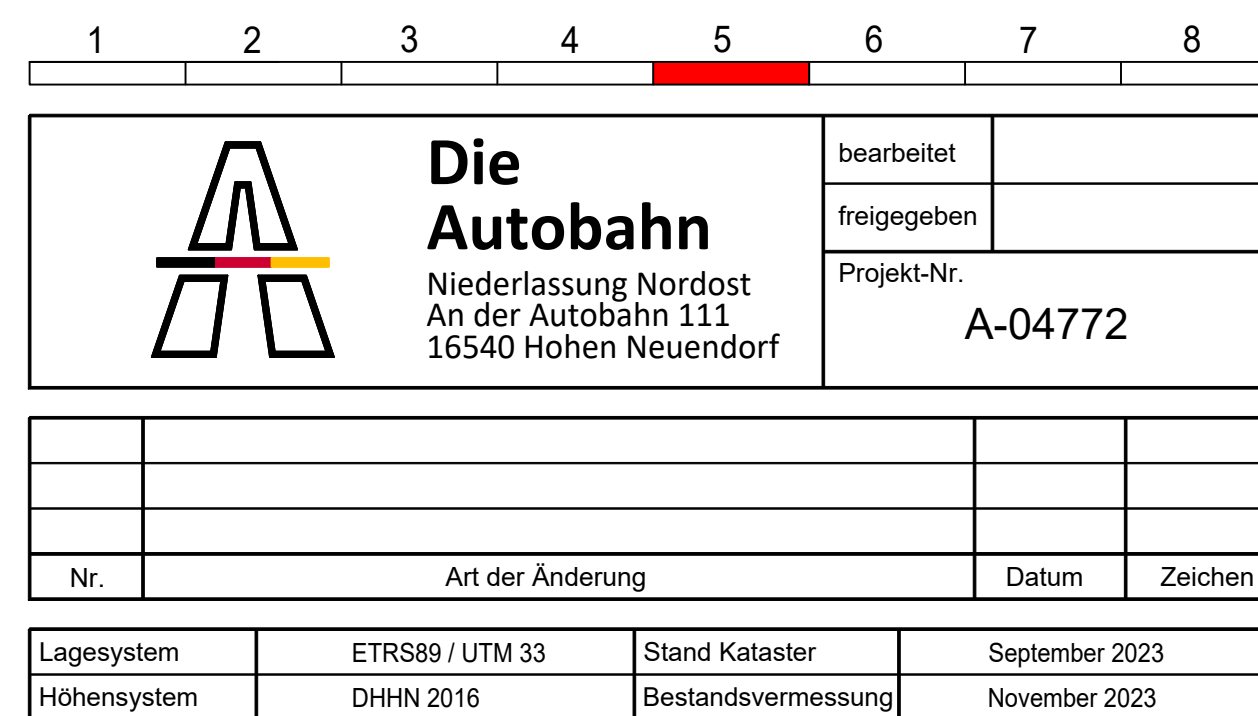 1 2 3 4 5 6 7 8
Die
Autobahn
Niederlassung Nordost
An der Autobahn 111
16540 Hohen Neuendorf
bearbeitet
freigegeben
Projekt-Nr.
A-04772
Nr. Art der Änderung Datum Zeichen
Lagesystem ETRS89 / UTM 33 Stand Kataster September 2023
Höhensystem DHHN 2016 Bestandsvermessung November 2023